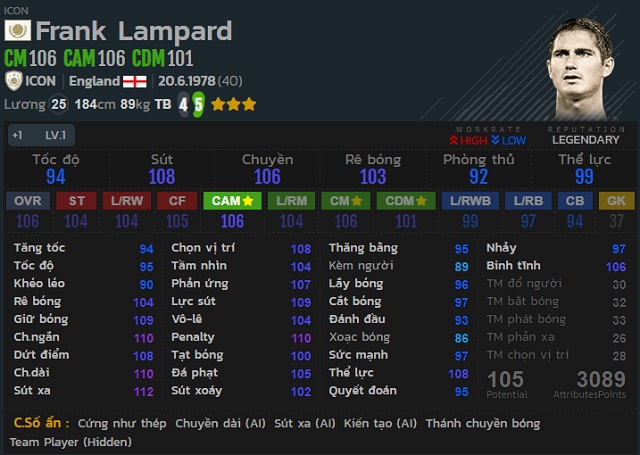 ICON
Frank Lampard
CM 106 CAM 106 CDM 101
ICON England 20.6.1978 (40)
Lương 25 184cm 89kg TB 4 5
+1 LV.1
WORKRATE HIGH LOW
REPUTATION LEGENDARY
Tốc độ Sút Chuyền Rê bóng Phòng thủ Thể lực
94 108 106 103 92 99
OVR ST L/RW CF CAM L/RM CM CDM L/RWB L/RB CB GK
106 104 104 105 106 104 106 101 99 97 94 37
Tăng tốc 94 Chọn vị trí 108 Thăng bằng 95 Nhảy 97
Tốc độ 95 Tầm nhìn 104 Kèm người 89 Bình tĩnh 106
Khéo léo 90 Phản ứng 107 Lấy bóng 96 TM đổ người 30
Rê bóng 104 Lực sút 109 Cắt bóng 97 TM bắt bóng 32
Giữ bóng 109 Vô-lê 104 Đánh đầu 93 TM phát bóng 33
Ch.ngắn 110 Penalty 110 Xoạc bóng 86 TM phản xạ 26
Dứt điểm 108 Tạt bóng 100 Sức mạnh 97 TM chọn vị trí 28
Ch.dài 110 Đá phạt 105 Thể lực 108 105 3089
Sút xa 112 Sút xoáy 102 Quyết đoán 95 Potential AttributesPoints
C.Số ẩn : Cứng như thép Chuyền dài (AI) Sút xa (AI) Kiến tạo (AI) Thánh chuyền bóng
Team Player (Hidden)